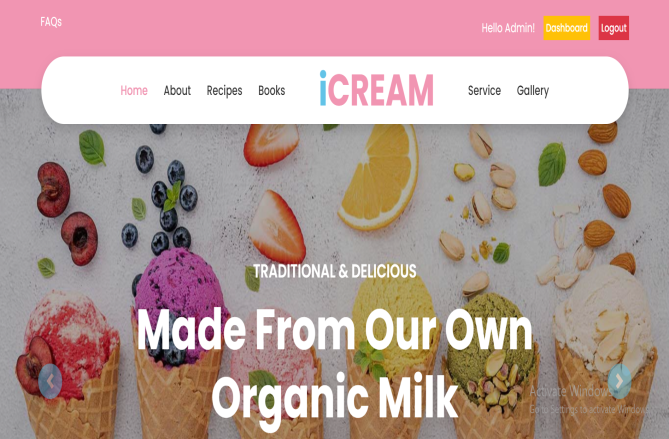 FAQs
Hello Admin! Dashboard Logout
Home About Recipes Books iCREAM Service Gallery
TRADITIONAL & DELICIOUS
Made From Our Own
Organic Milk
Activate Windows
Go to Settings to activate Windows.